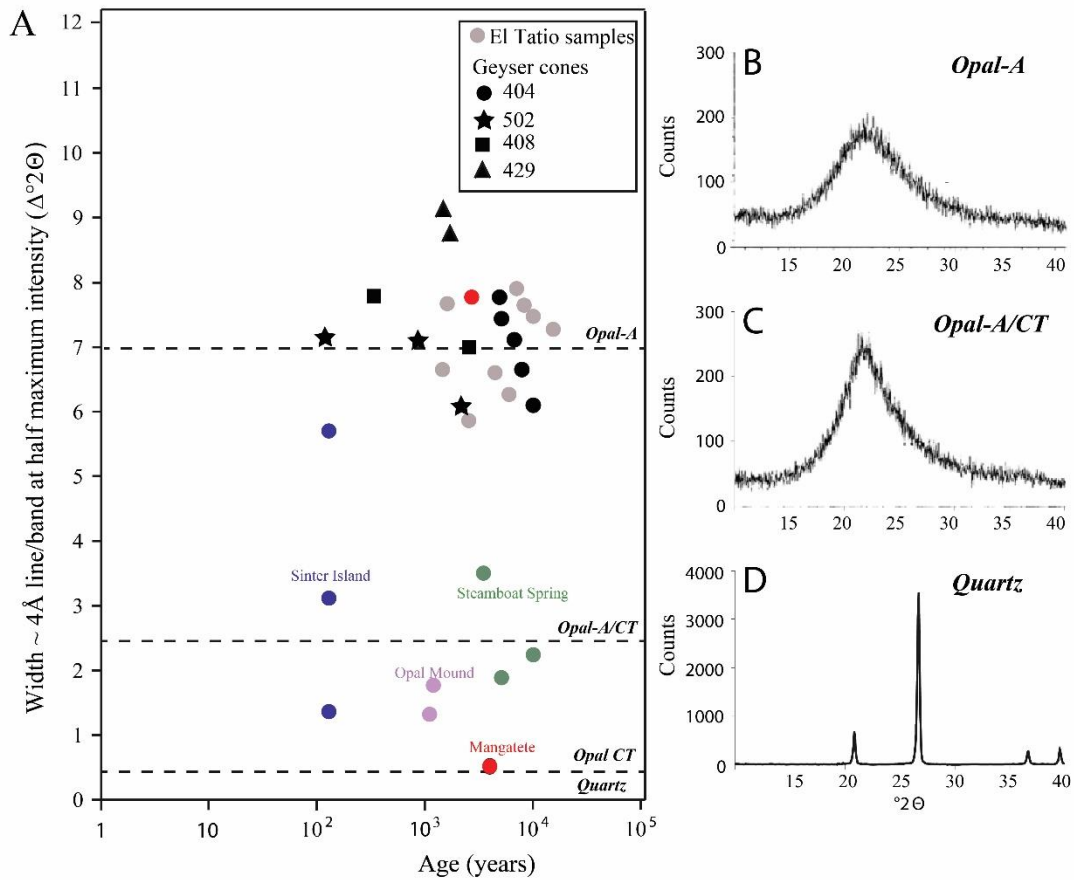 A
Width ~ 4Å line/band at half maximum intensity (Δ°2Θ)
12
11
10
9
8
7
6
5
4
3
2
1
0
El Tatio samples
Geyser cones
404
502
408
429
Opal-A
Sinter Island
Steamboat Spring
Opal-A/CT
Opal Mound
Mangatete
Opal CT
Quartz
1 10 10² 10³ 10⁴ 10⁵
Age (years)
B
Opal-A
Counts
300
200
100
0
15 20 25 30 35 40
C
Opal-A/CT
Counts
300
200
100
0
15 20 25 30 35 40
D
Quartz
Counts
4000
3000
2000
1000
0
15 20 25 30 35 40
°2Θ